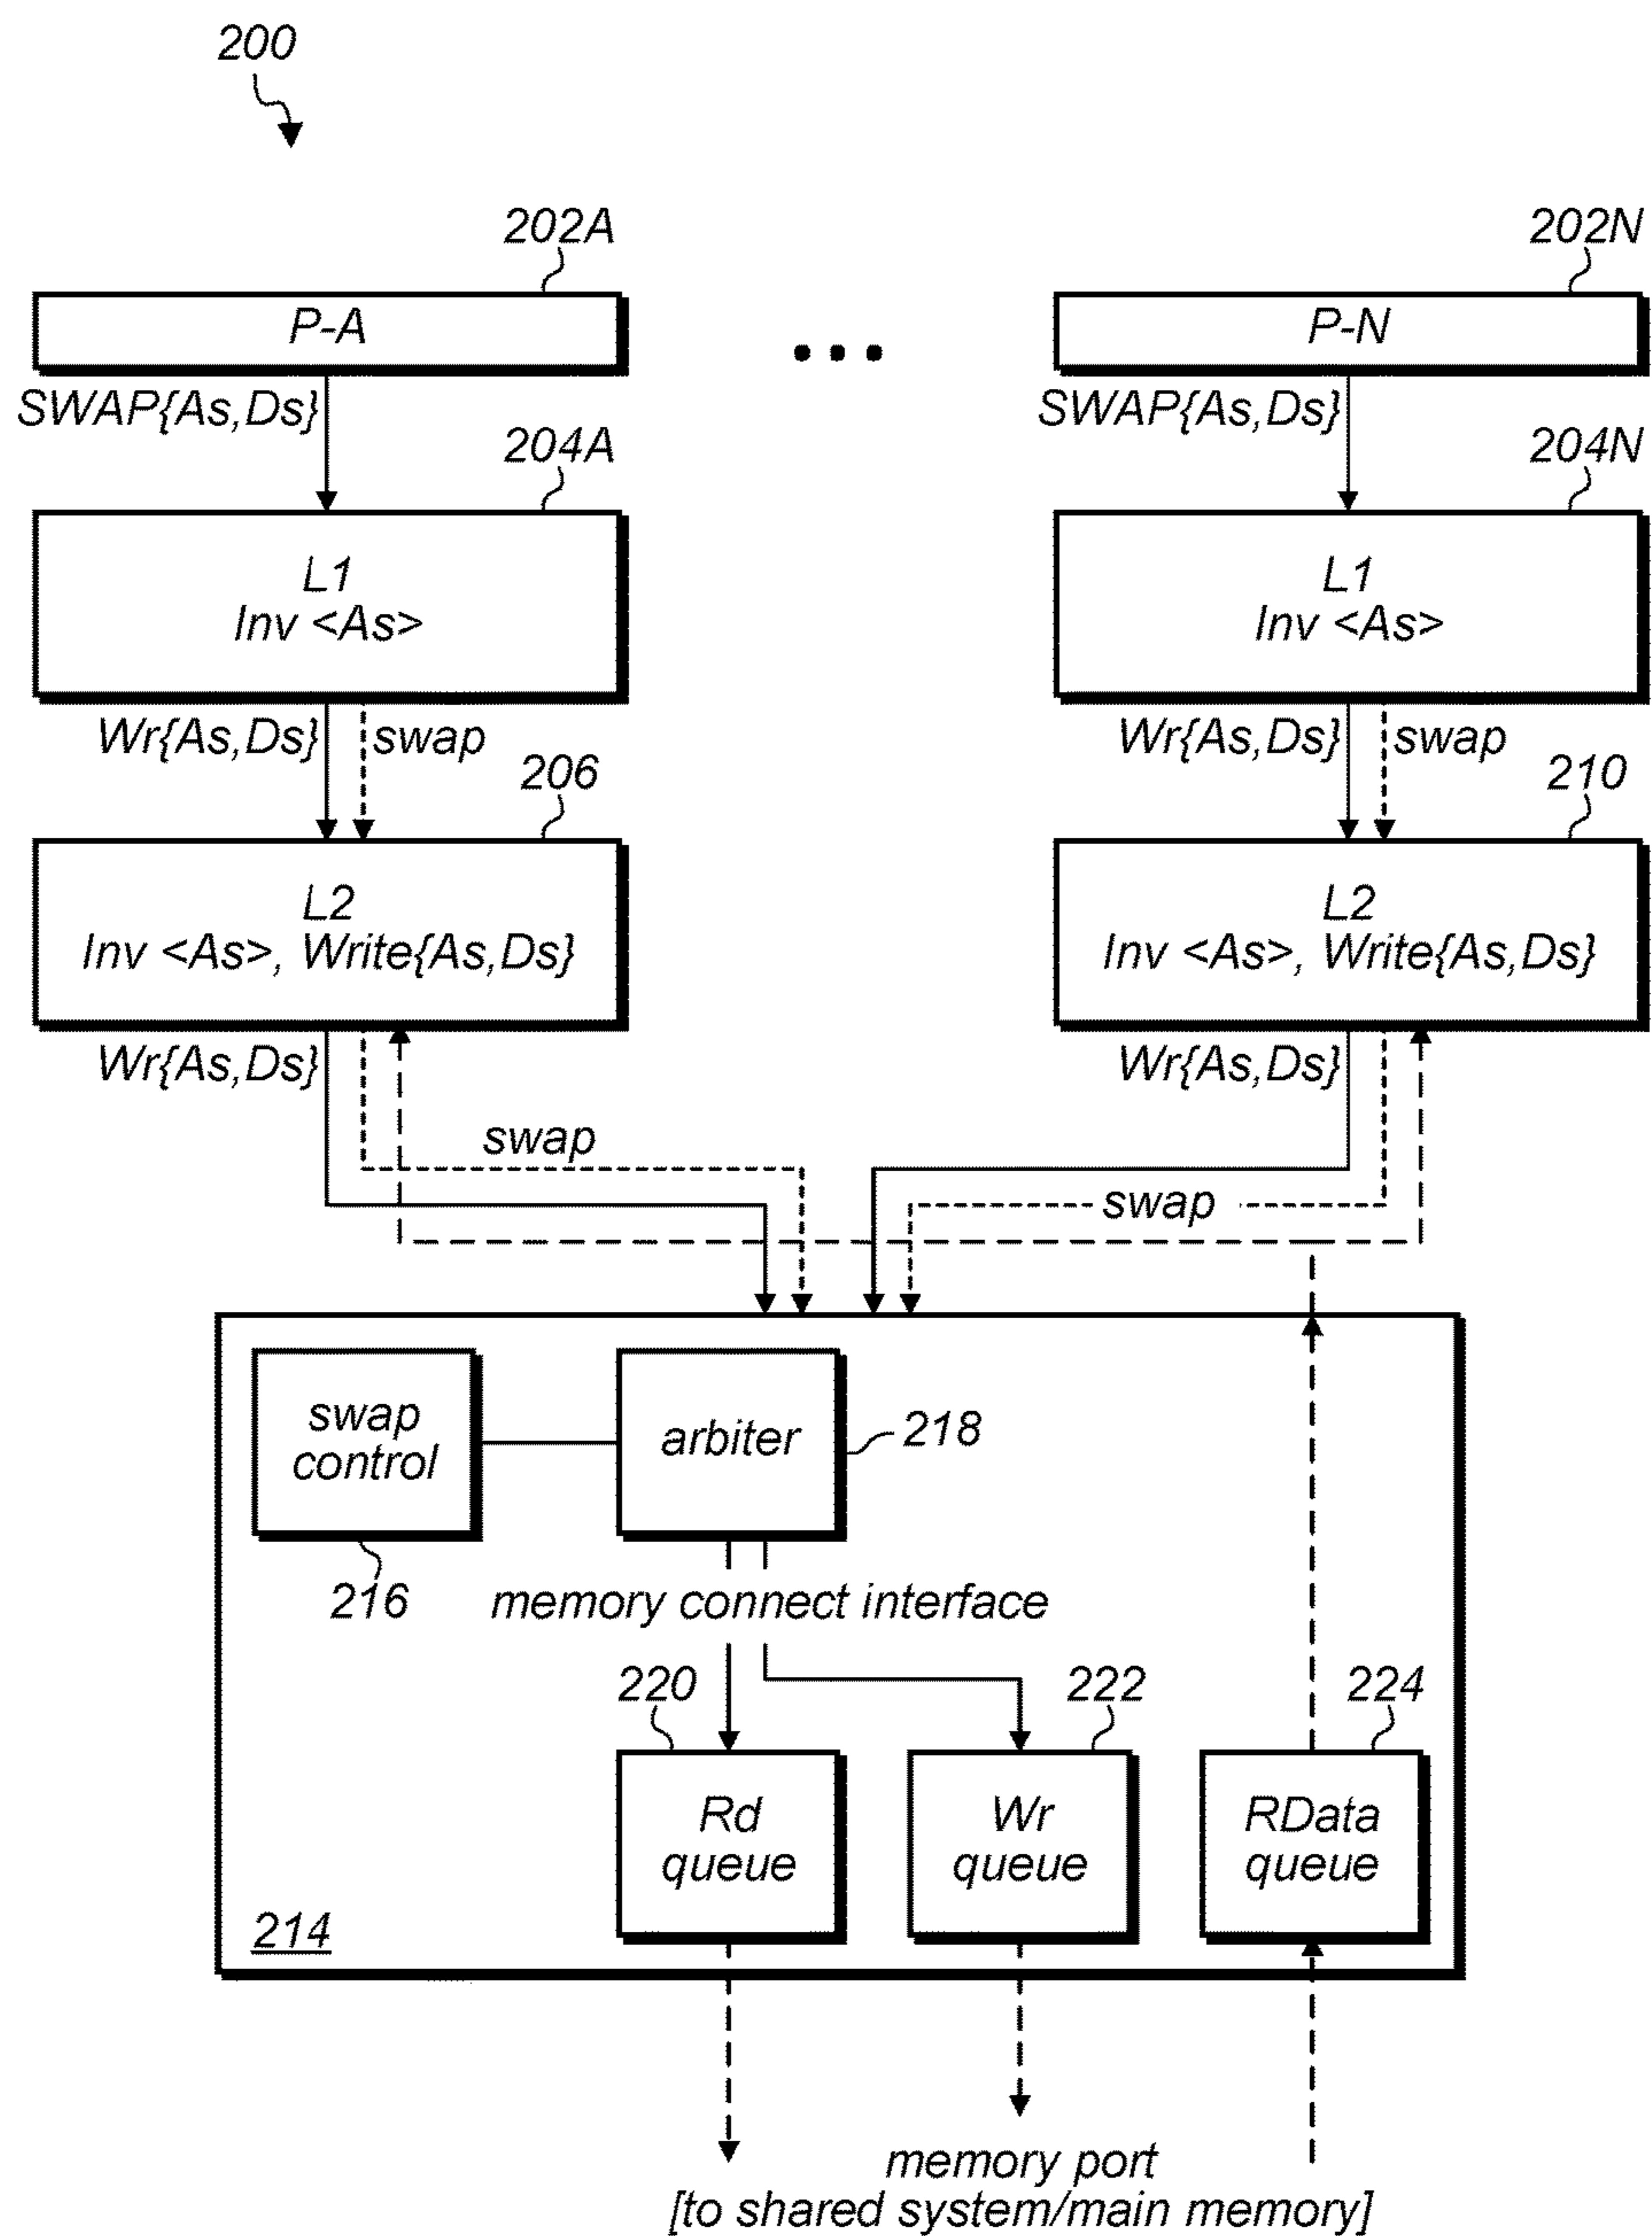 200
202A
202N
P-A
P-N
SWAP{As,Ds}
SWAP{As,Ds}
204A
204N
L1
Inv <As>
L1
Inv <As>
Wr{As,Ds}
swap
Wr{As,Ds}
swap
206
210
L2
Inv <As>, Write{As,Ds}
L2
Inv <As>, Write{As,Ds}
Wr{As,Ds}
Wr{As,Ds}
swap
swap
swap
control
arbiter
218
216
memory connect interface
220
222
224
Rd
queue
Wr
queue
RData
queue
214
memory port
[to shared system/main memory]